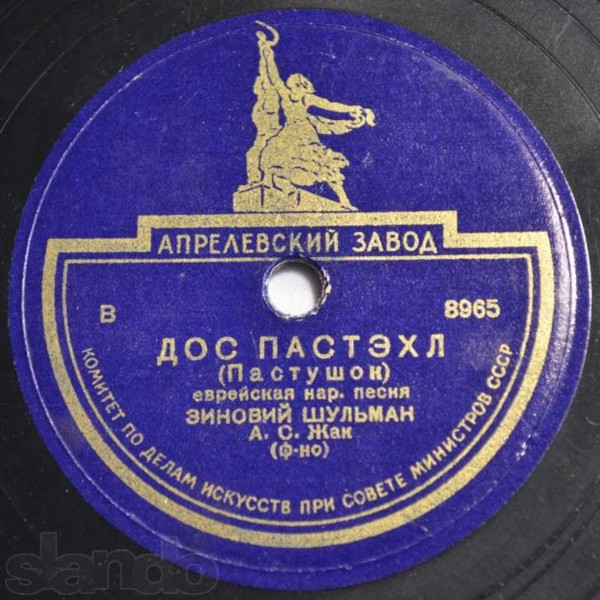 АПРЕЛЕВСКИЙ ЗАВОД
В 8965
ДОС ПАСТЭХЛ
(Пастушок)
еврейская нар. песня
ЗИНОВИЙ ШУЛЬМАН
А. С. Жак
(ф-но)
КОМИТЕТ ПО ДЕЛАМ ИСКУССТВ ПРИ СОВЕТЕ МИНИСТРОВ СССР
slando